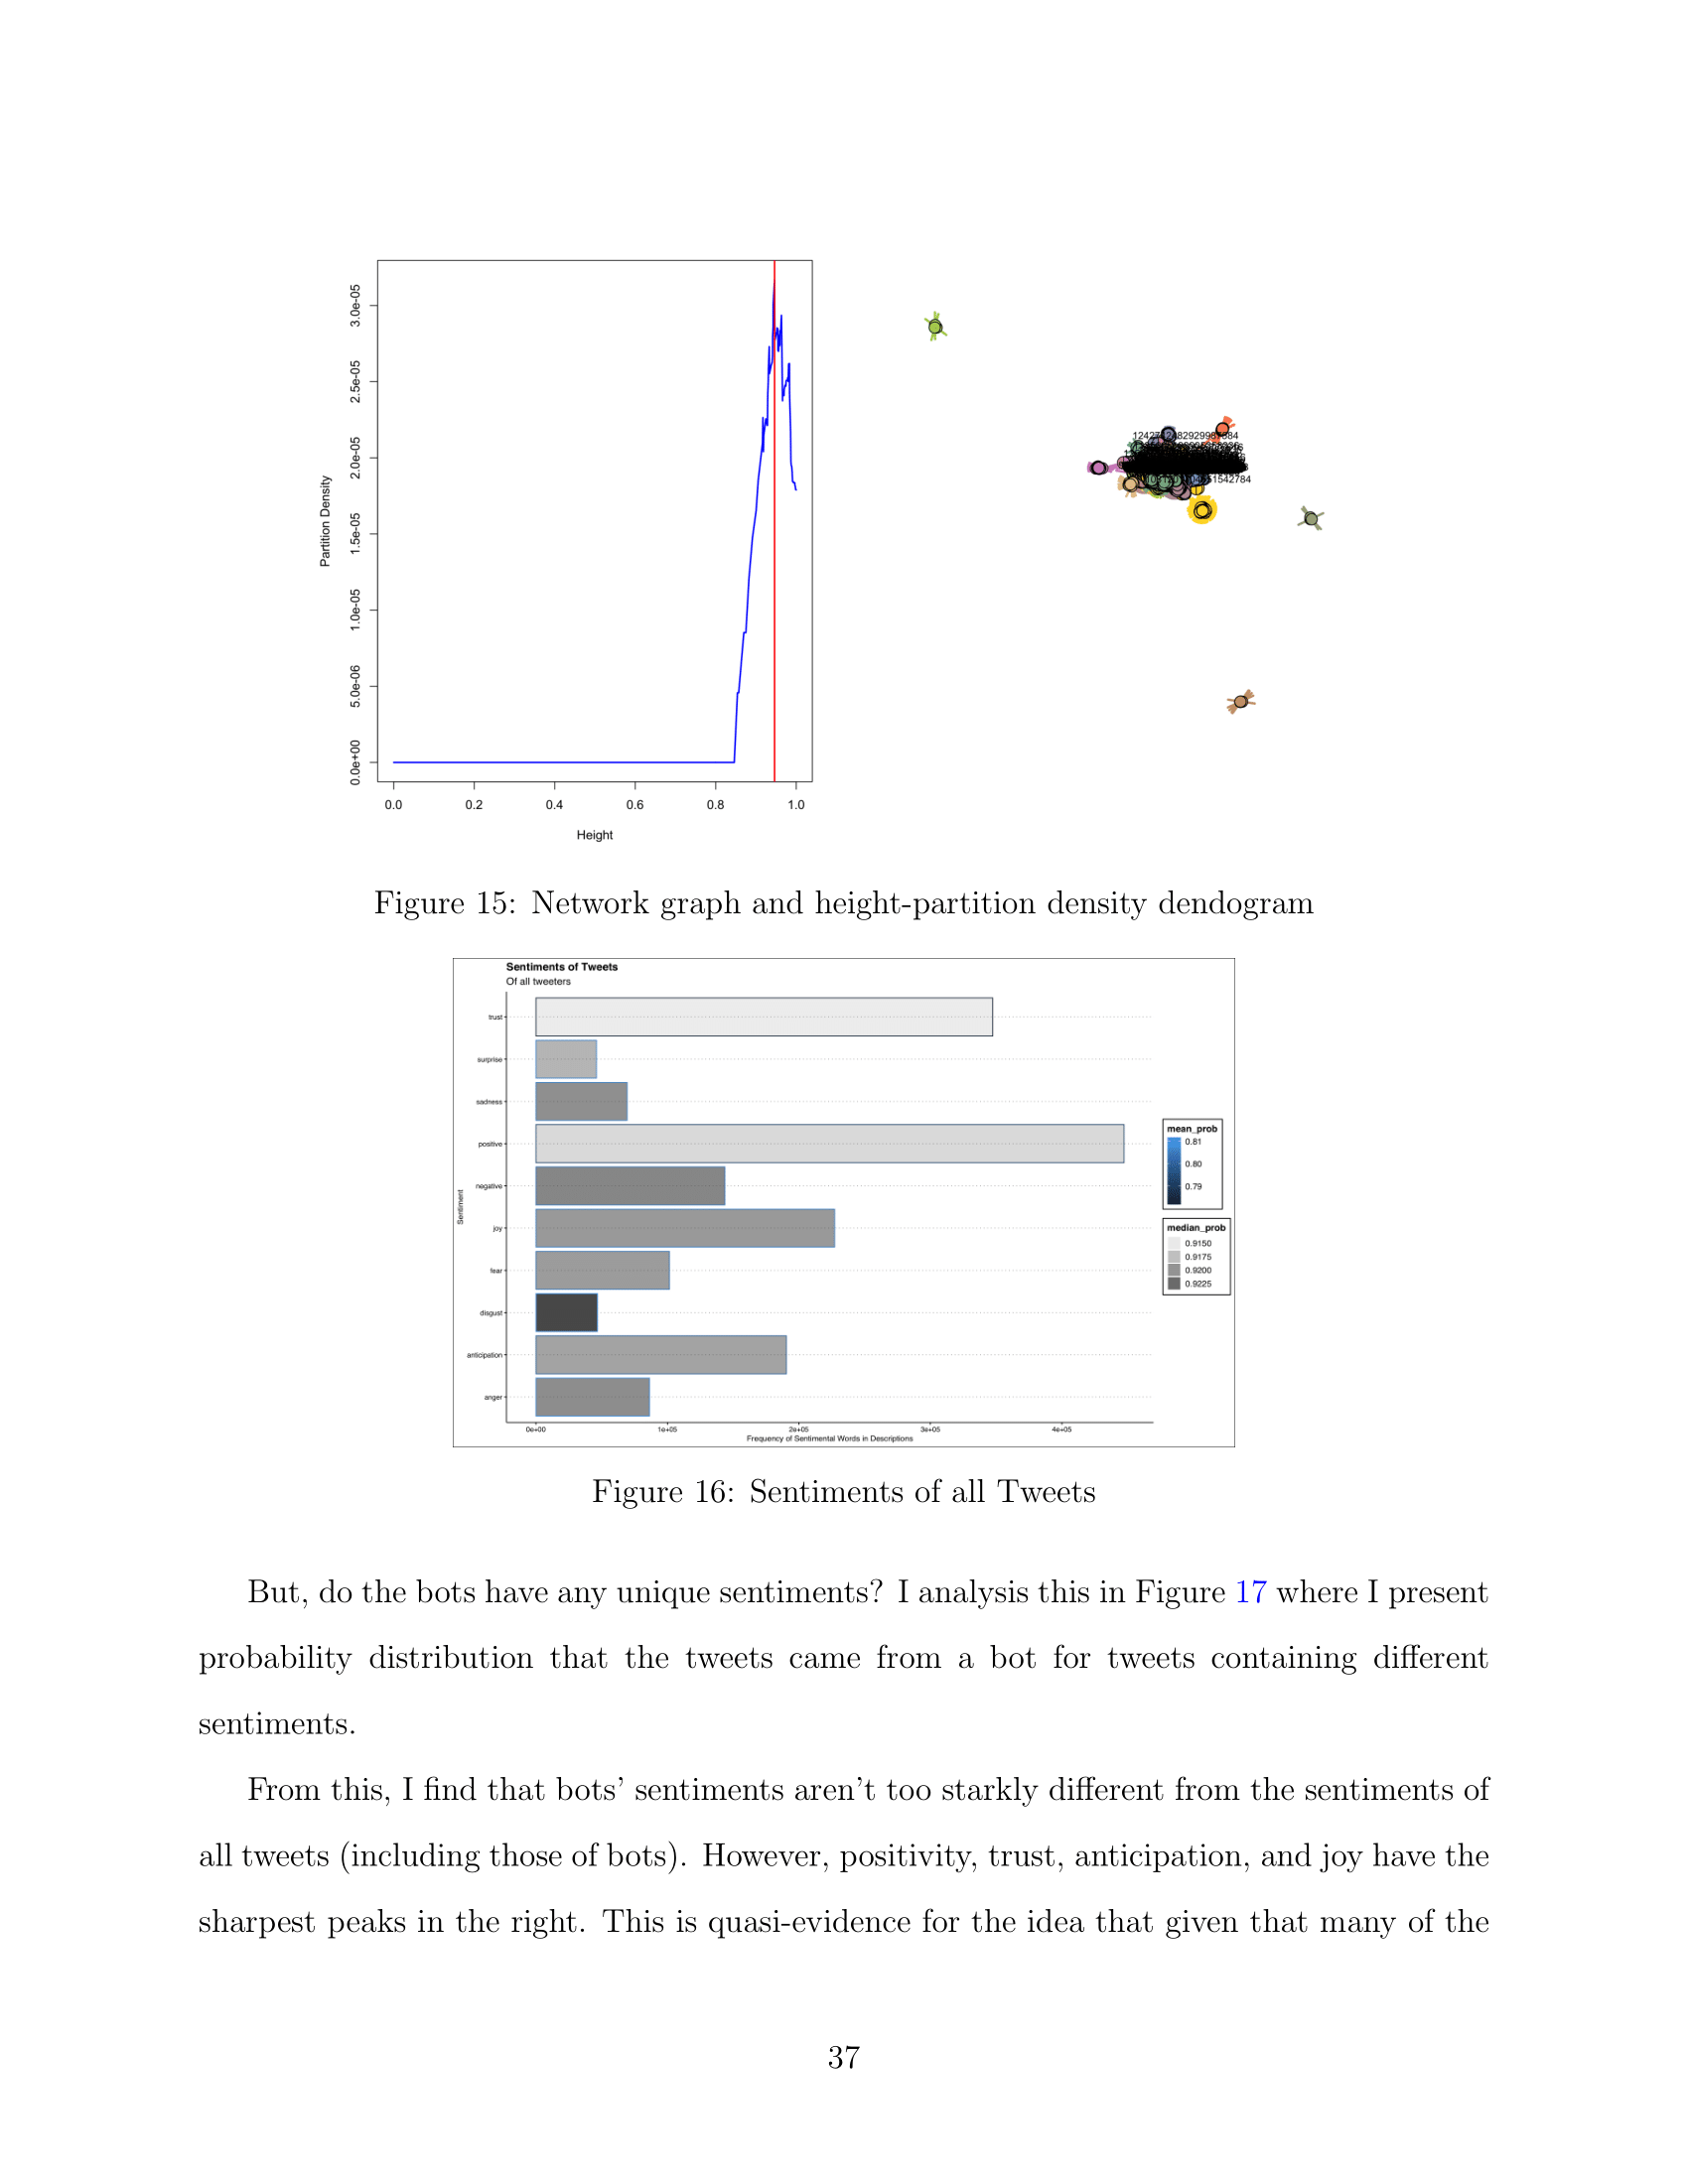 Partition Density
0.0e+00 5.0e-06 1.0e-05 1.5e-05 2.0e-05 2.5e-05 3.0e-05
0.0 0.2 0.4 0.6 0.8 1.0
Height
Figure 15: Network graph and height-partition density dendogram
Sentiments of Tweets
Of all tweeters
Sentiment
trust
surprise
sadness
positive
negative
joy
fear
disgust
anticipation
anger
0e+00 1e+05 2e+05 3e+05 4e+05
Frequency of Sentimental Words in Descriptions
mean_prob
0.81
0.80
0.79
median_prob
0.9150
0.9175
0.9200
0.9225
Figure 16: Sentiments of all Tweets
But, do the bots have any unique sentiments? I analysis this in Figure 17 where I present
probability distribution that the tweets came from a bot for tweets containing different
sentiments.
From this, I find that bots' sentiments aren't too starkly different from the sentiments of
all tweets (including those of bots). However, positivity, trust, anticipation, and joy have the
sharpest peaks in the right. This is quasi-evidence for the idea that given that many of the
37